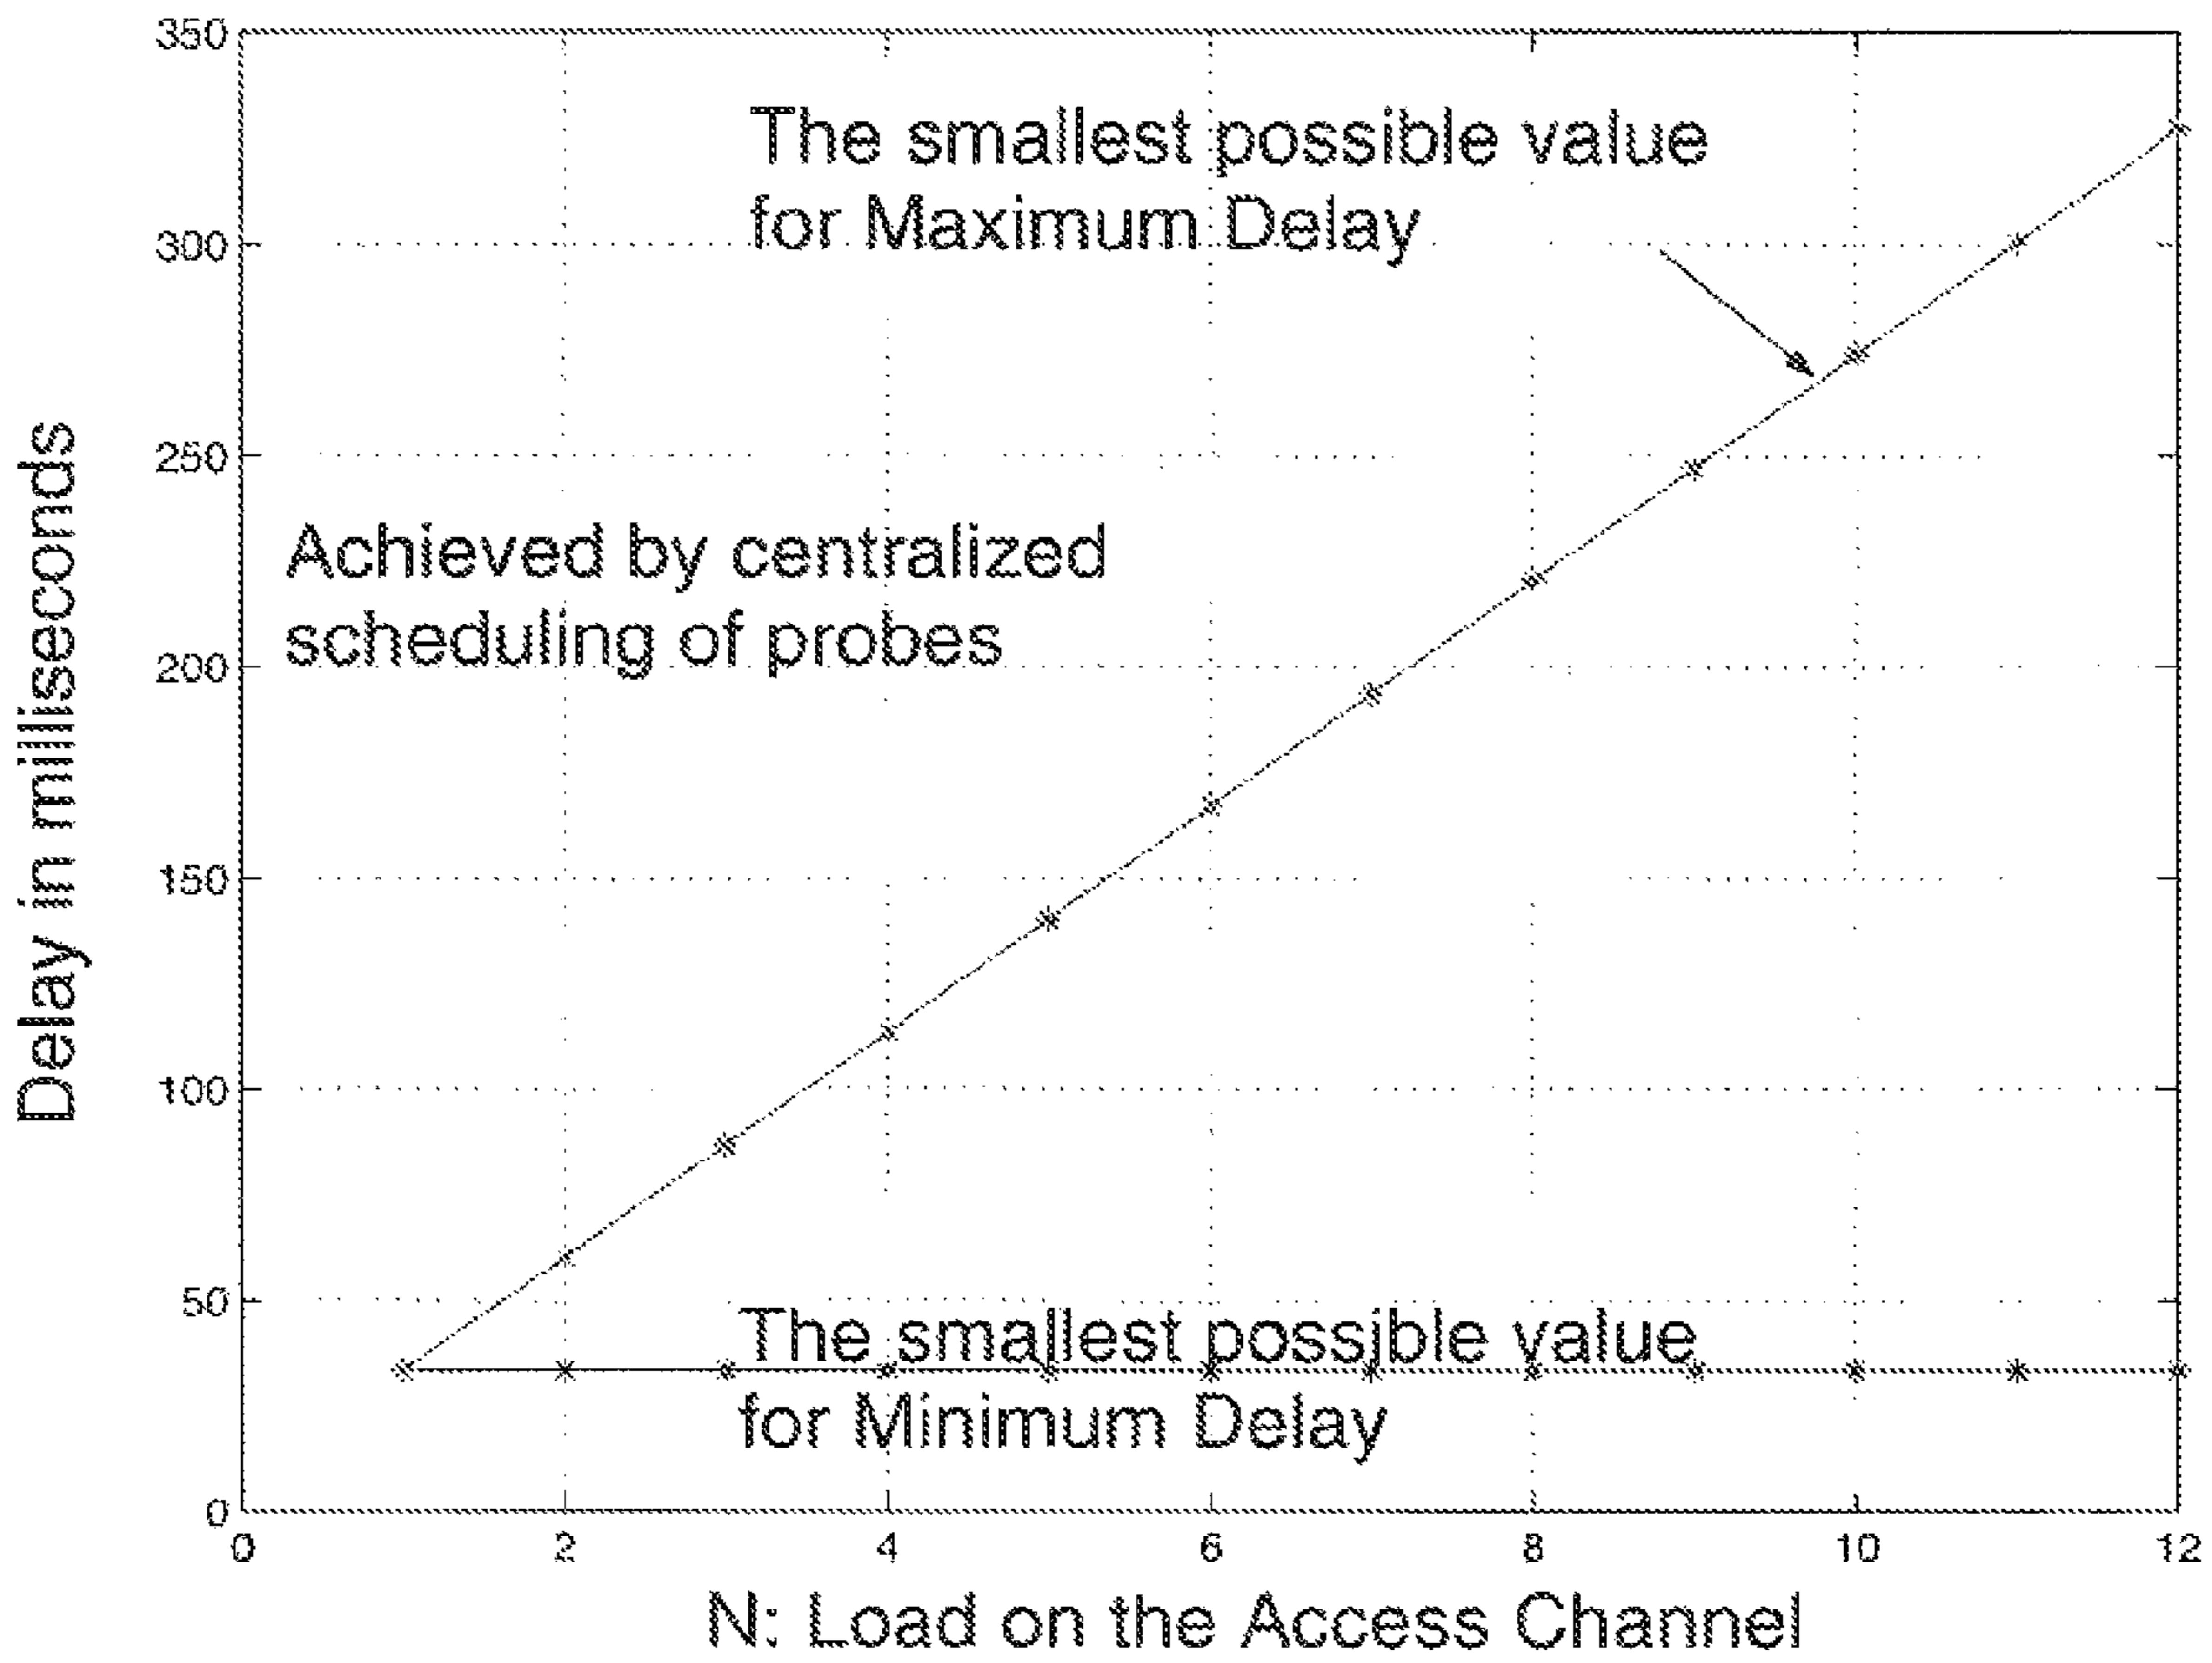 350
The smallest possible value
for Maximum Delay
300
250
Achieved by centralized
scheduling of probes
200
150
100
50
The smallest possible value
for Minimum Delay
0
0 2 4 6 8 10 12
N: Load on the Access Channel
Delay in milliseconds